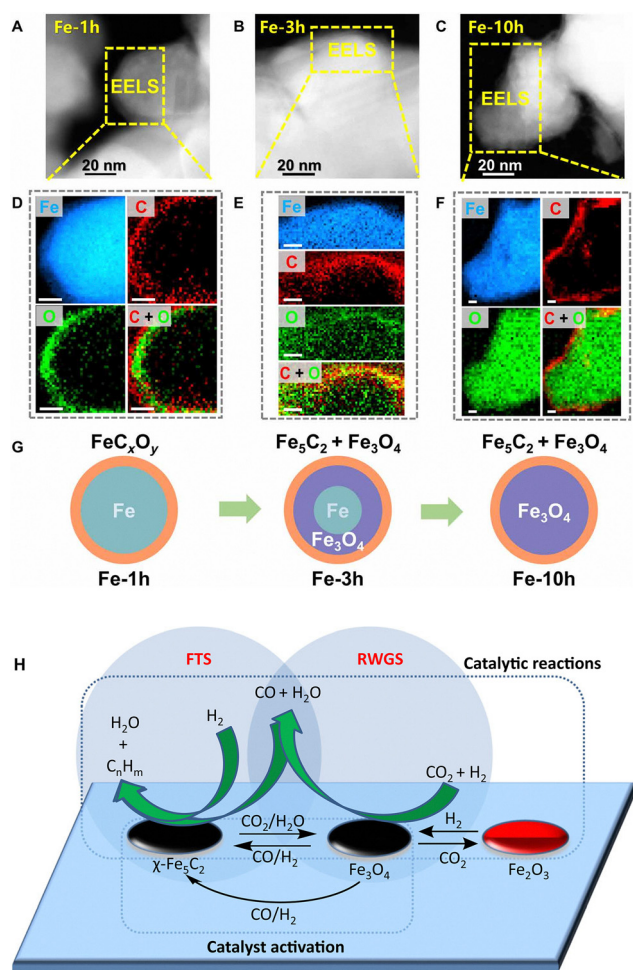 A
Fe-1h
EELS
20 nm
B
Fe-3h
EELS
20 nm
C
Fe-10h
EELS
20 nm
D
Fe
C
O
C + O
E
Fe
C
O
C + O
F
Fe
C
O
C + O
G
FeCₓOᵧ
Fe
Fe-1h
Fe₅C₂ + Fe₃O₄
Fe
Fe₃O₄
Fe-3h
Fe₅C₂ + Fe₃O₄
Fe₃O₄
Fe-10h
H
FTS
RWGS
Catalytic reactions
CO + H₂O
H₂O
+
CₙHₘ
H₂
CO₂ + H₂
CO₂/H₂O
CO/H₂
H₂
CO₂
χ-Fe₅C₂
Fe₃O₄
Fe₂O₃
CO/H₂
Catalyst activation